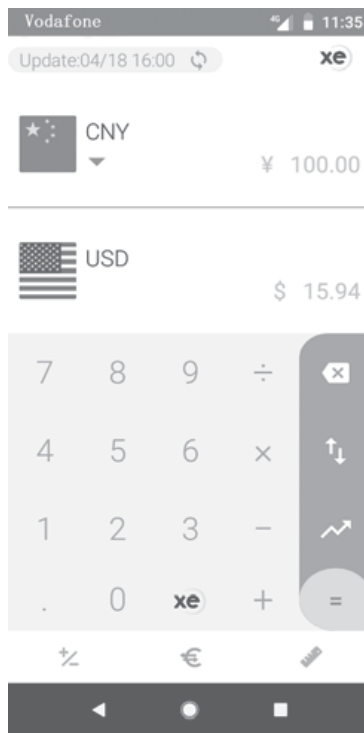 Vodafone 4G 11:35
Update:04/18 16:00 xe
CNY
¥ 100.00
USD
$ 15.94
7 8 9 ÷
4 5 6 × 
1 2 3 −
. 0 xe + =
+/− €